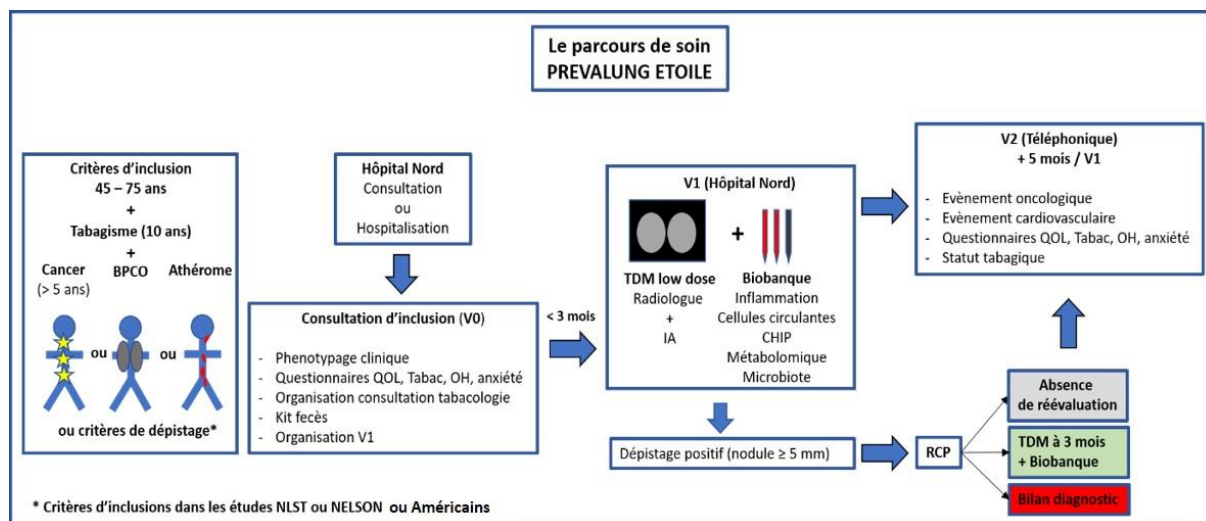 Le parcours de soin
PREVALUNG ETOILE
Critères d'inclusion
45 – 75 ans
+
Tabagisme (10 ans)
+
Cancer BPCO Athérome
(> 5 ans)
ou ou
ou critères de dépistage*
Hôpital Nord
Consultation
ou
Hospitalisation
Consultation d'inclusion (V0)
- Phenotypage clinique
- Questionnaires QOL, Tabac, OH, anxiété
- Organisation consultation tabacologie
- Kit fecès
- Organisation V1
< 3 mois
V1 (Hôpital Nord)
+
TDM low dose
Radiologue
+
IA
Biobanque
Inflammation
Cellules circulantes
CHIP
Métabolomique
Microbiote
Dépistage positif (nodule ≥ 5 mm)
RCP
Absence
de réévaluation
TDM à 3 mois
+ Biobanque
Bilan diagnostic
V2 (Téléphonique)
+ 5 mois / V1
- Evènement oncologique
- Evènement cardiovasculaire
- Questionnaires QOL, Tabac, OH, anxiété
- Statut tabagique
* Critères d'inclusions dans les études NLST ou NELSON ou Américains